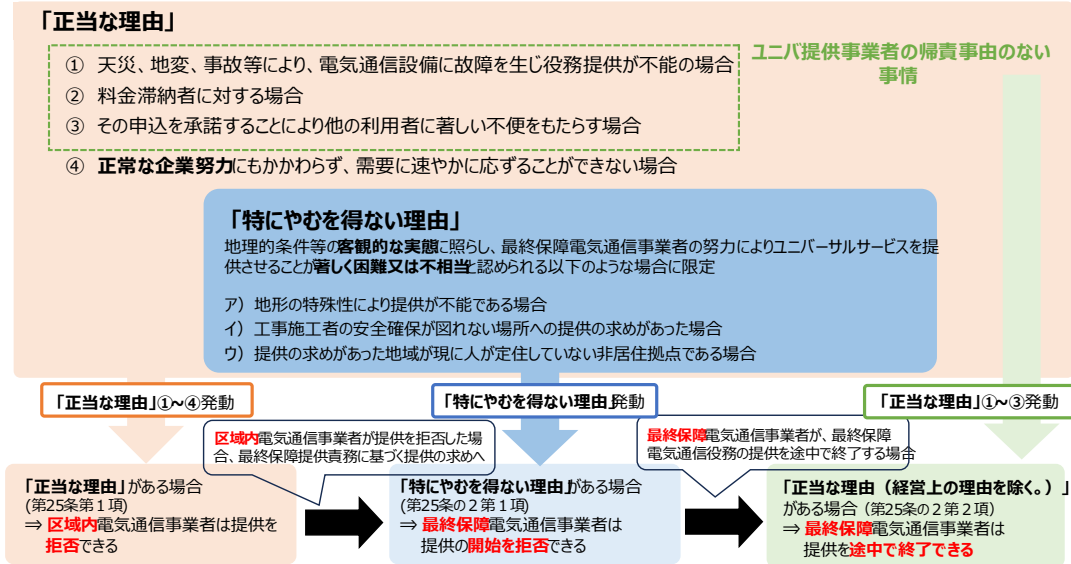 「正当な理由」
① 天災、地変、事故等により、電気通信設備に故障を生じ役務提供が不能の場合
② 料金滞納者に対する場合
③ その申込を承諾することにより他の利用者に著しい不便をもたらす場合
ユニバ提供事業者の帰責事由のない
事情
④ 正常な企業努力にもかかわらず、需要に速やかに応ずることができない場合
「特にやむを得ない理由」
地理的条件等の客観的な実態に照らし、最終保障電気通信事業者の努力によりユニバーサルサービスを提
供させることが著しく困難又は不相当と認められる以下のような場合に限定
ア）地形の特殊性により提供が不能である場合
イ）工事施工者の安全確保が図れない場所への提供の求めがあった場合
ウ）提供の求めがあった地域が現に人が定住していない非居住拠点である場合
「正当な理由」①~④発動
「特にやむを得ない理由」発動
「正当な理由」①~③発動
区域内電気通信事業者が提供を拒否した場
合、最終保障提供責務に基づく提供の求めへ
最終保障電気通信事業者が、最終保障
電気通信役務の提供を途中で終了する場合
「正当な理由」がある場合
(第25条第１項)
⇒ 区域内電気通信事業者は提供を
拒否できる
「特にやむを得ない理由」がある場合
(第25条の２第１項)
⇒ 最終保障電気通信事業者は
提供の開始を拒否できる
「正当な理由（経営上の理由を除く。）」
がある場合（第25条の２第２項）
⇒ 最終保障電気通信事業者は
提供を途中で終了できる